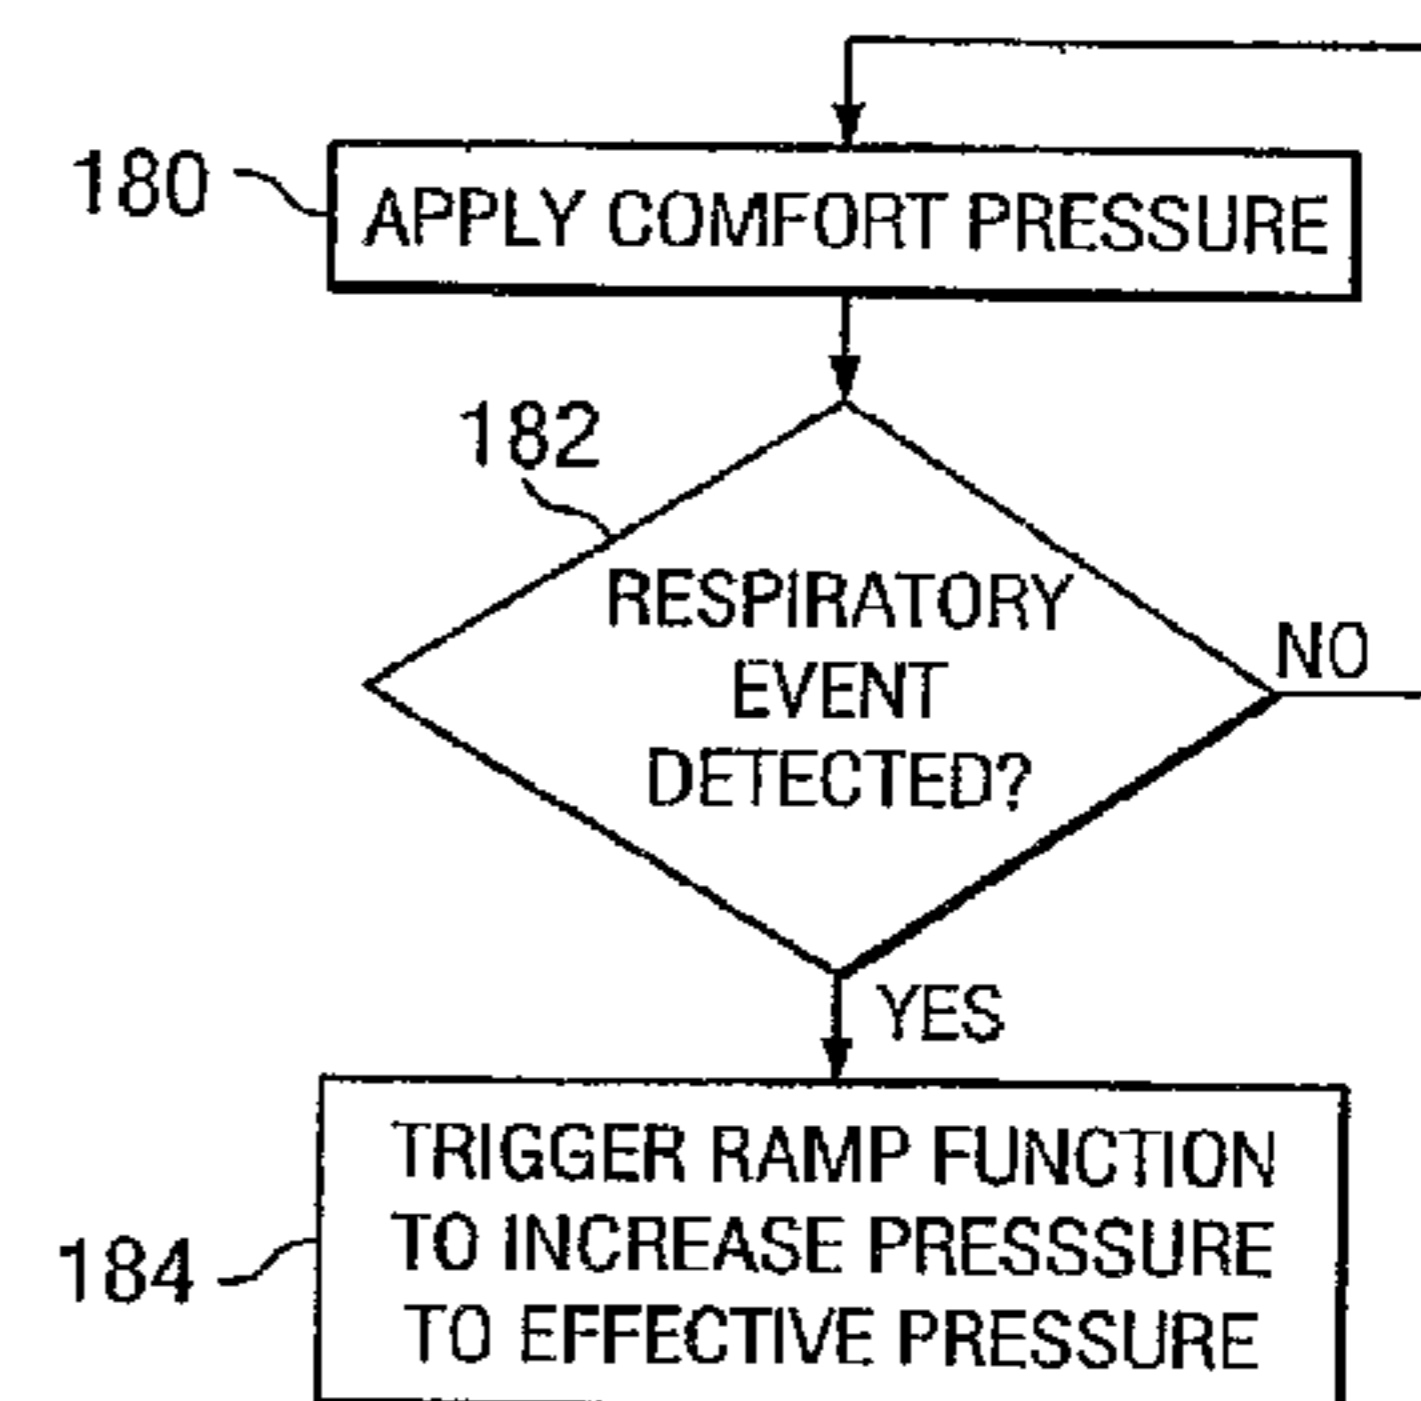 180
APPLY COMFORT PRESSURE
182
RESPIRATORY
EVENT
DETECTED?
NO
YES
184
TRIGGER RAMP FUNCTION
TO INCREASE PRESSSURE
TO EFFECTIVE PRESSURE